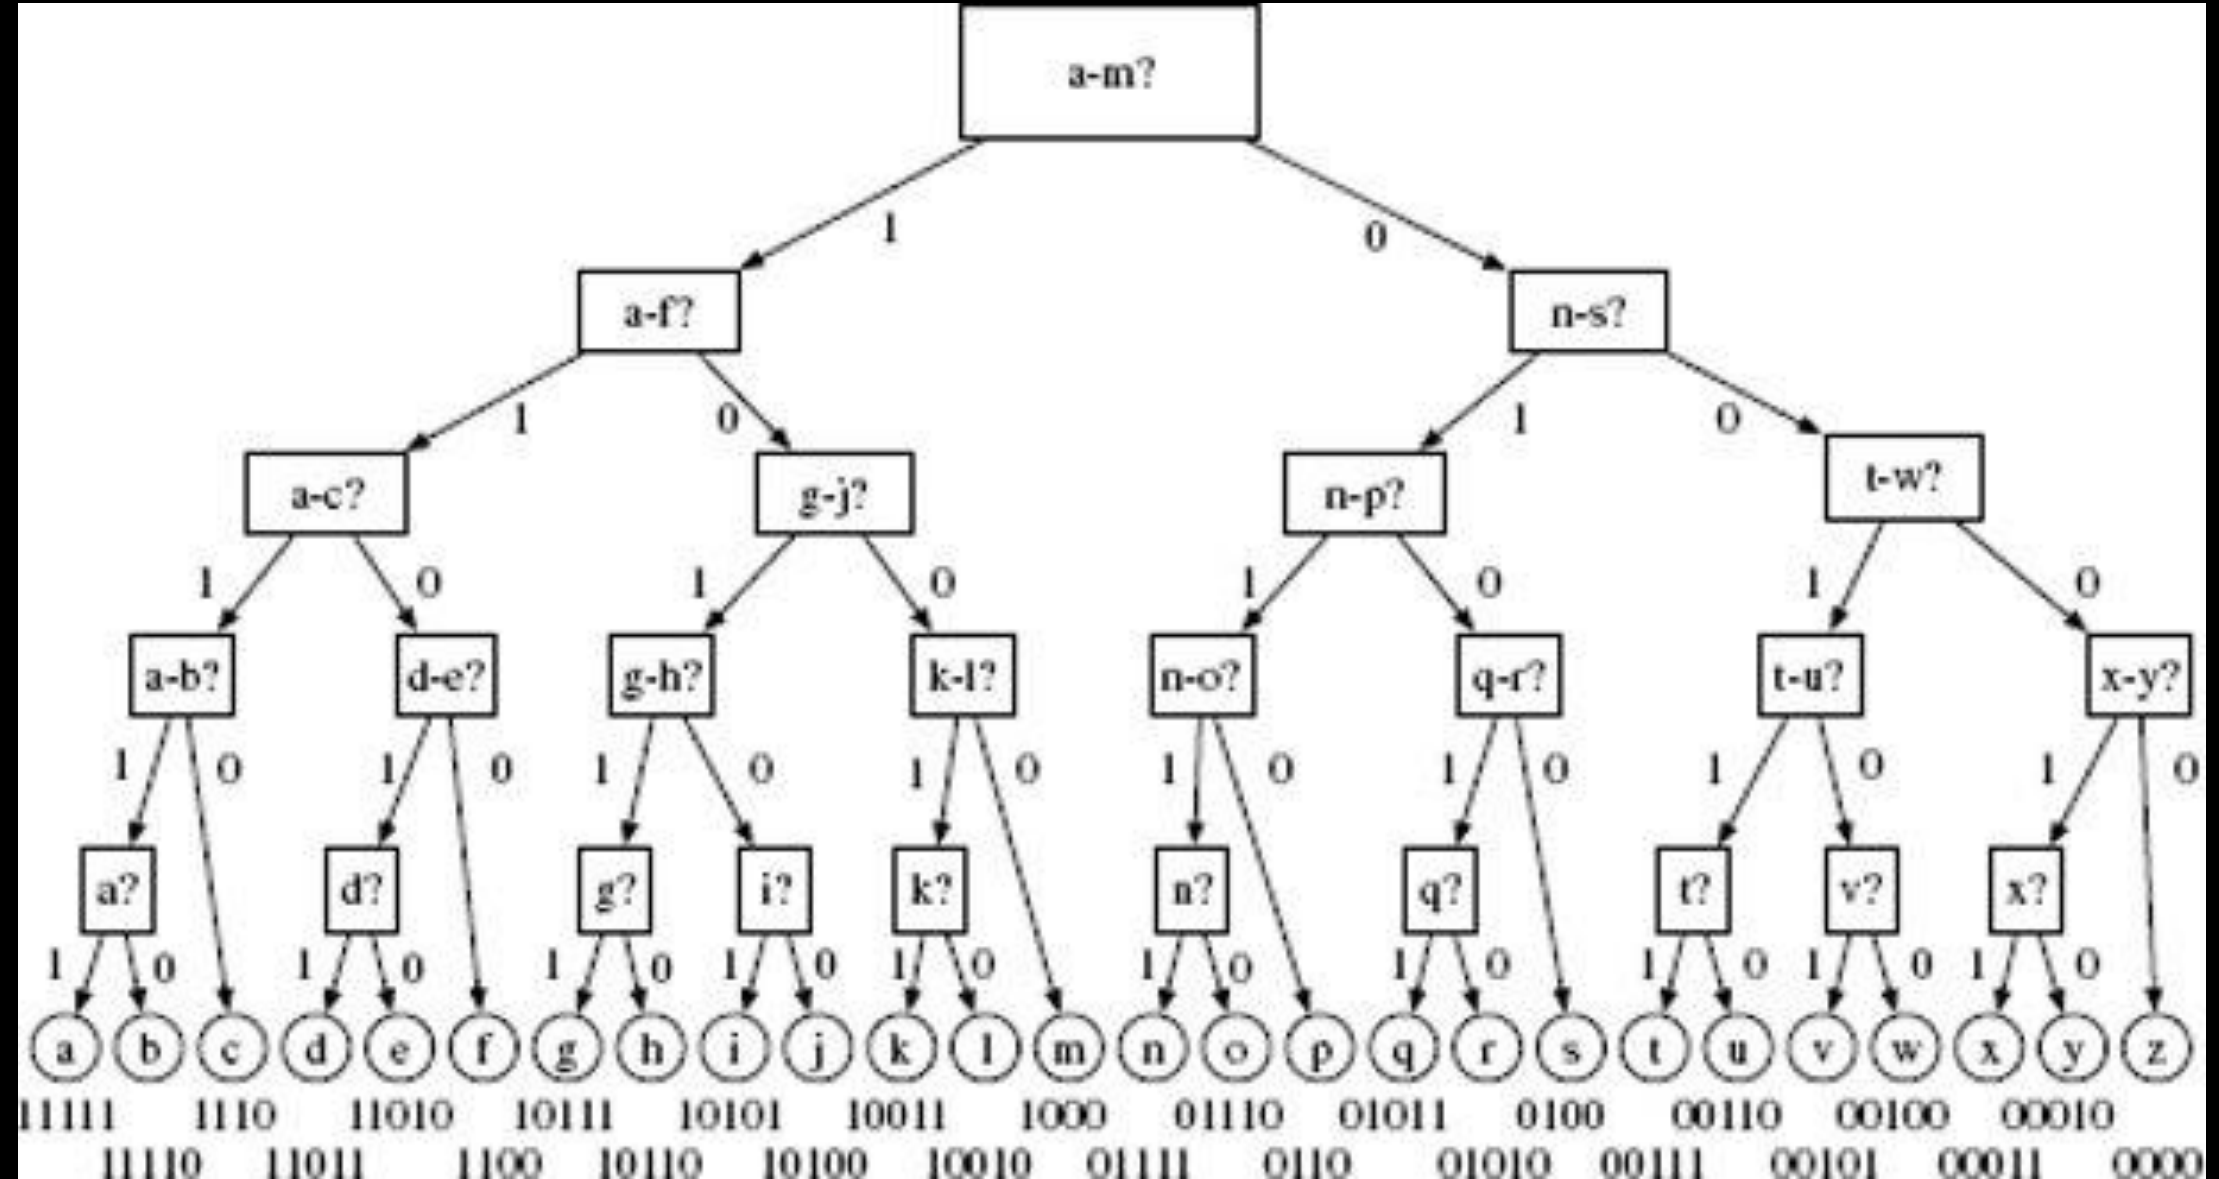 a-m?
1 0
a-f? n-s?
1 0 1 0
a-c? g-j? n-p? t-w?
1 0 1 0 1 0 1 0
a-b? d-e? g-h? k-l? n-o? q-r? t-u? x-y?
1 0 1 0 1 0 1 0 1 0 1 0 1 0 1 0
a? d? g? i? k? n? q? t? v? x?
1 0 1 0 1 0 1 0 1 0 1 0 1 0 1 0 1 0 1 0
a b c d e f g h i j k l m n o p q r s t u v w x y z
11111 1110 11010 10111 10101 10011 1000 01110 01011 0100 00110 00100 00010
11110 11011 1100 10110 10100 10010 01111 0110 01010 00111 00101 00011 0000